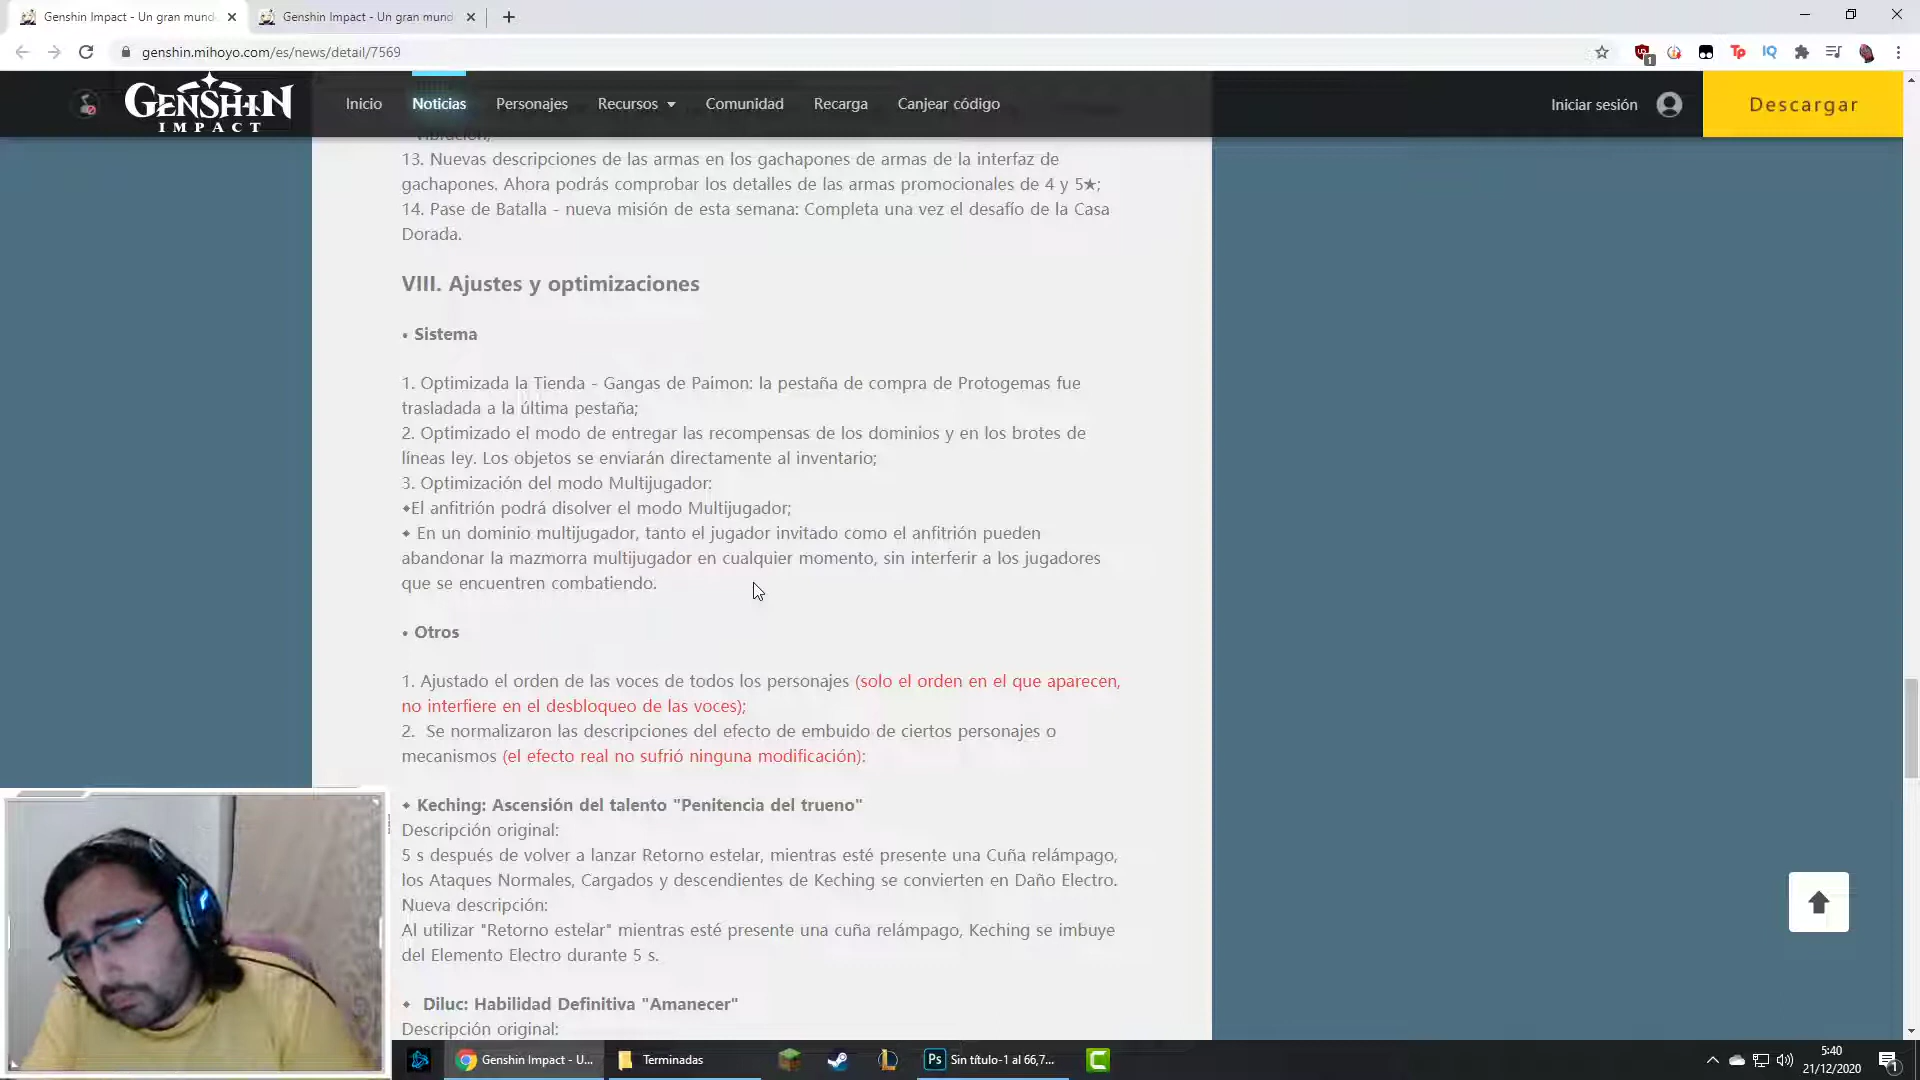 Genshin Impact - Un gran mund
Genshin Impact - Un gran mund
genshin.mihoyo.com/es/news/detail/7569
1
Tp
IQ
GENSHIN
IMPACT
Inicio
Noticias
Personajes
Recursos
Comunidad
Recarga
Canjear código
Iniciar sesión
Descargar
vibración;
13. Nuevas descripciones de las armas en los gachapones de armas de la interfaz de
gachapones. Ahora podrás comprobar los detalles de las armas promocionales de 4 y 5★;
14. Pase de Batalla - nueva misión de esta semana: Completa una vez el desafío de la Casa
Dorada.
VIII. Ajustes y optimizaciones
• Sistema
1. Optimizada la Tienda - Gangas de Paimon: la pestaña de compra de Protogemas fue
trasladada a la última pestaña;
2. Optimizado el modo de entregar las recompensas de los dominios y en los brotes de
líneas ley. Los objetos se enviarán directamente al inventario;
3. Optimización del modo Multijugador:
◆El anfitrión podrá disolver el modo Multijugador;
◆ En un dominio multijugador, tanto el jugador invitado como el anfitrión pueden
abandonar la mazmorra multijugador en cualquier momento, sin interferir a los jugadores
que se encuentren combatiendo.
• Otros
1. Ajustado el orden de las voces de todos los personajes (solo el orden en el que aparecen,
no interfiere en el desbloqueo de las voces);
2. Se normalizaron las descripciones del efecto de embuido de ciertos personajes o
mecanismos (el efecto real no sufrió ninguna modificación):
◆ Keching: Ascensión del talento "Penitencia del trueno"
Descripción original:
5 s después de volver a lanzar Retorno estelar, mientras esté presente una Cuña relámpago,
los Ataques Normales, Cargados y descendientes de Keching se convierten en Daño Electro.
Nueva descripción:
Al utilizar "Retorno estelar" mientras esté presente una cuña relámpago, Keching se imbuye
del Elemento Electro durante 5 s.
◆ Diluc: Habilidad Definitiva "Amanecer"
Descripción original:
Genshin Impact - U...
Terminadas
Ps
Sin título-1 al 66,7...
5:40
21/12/2020
1